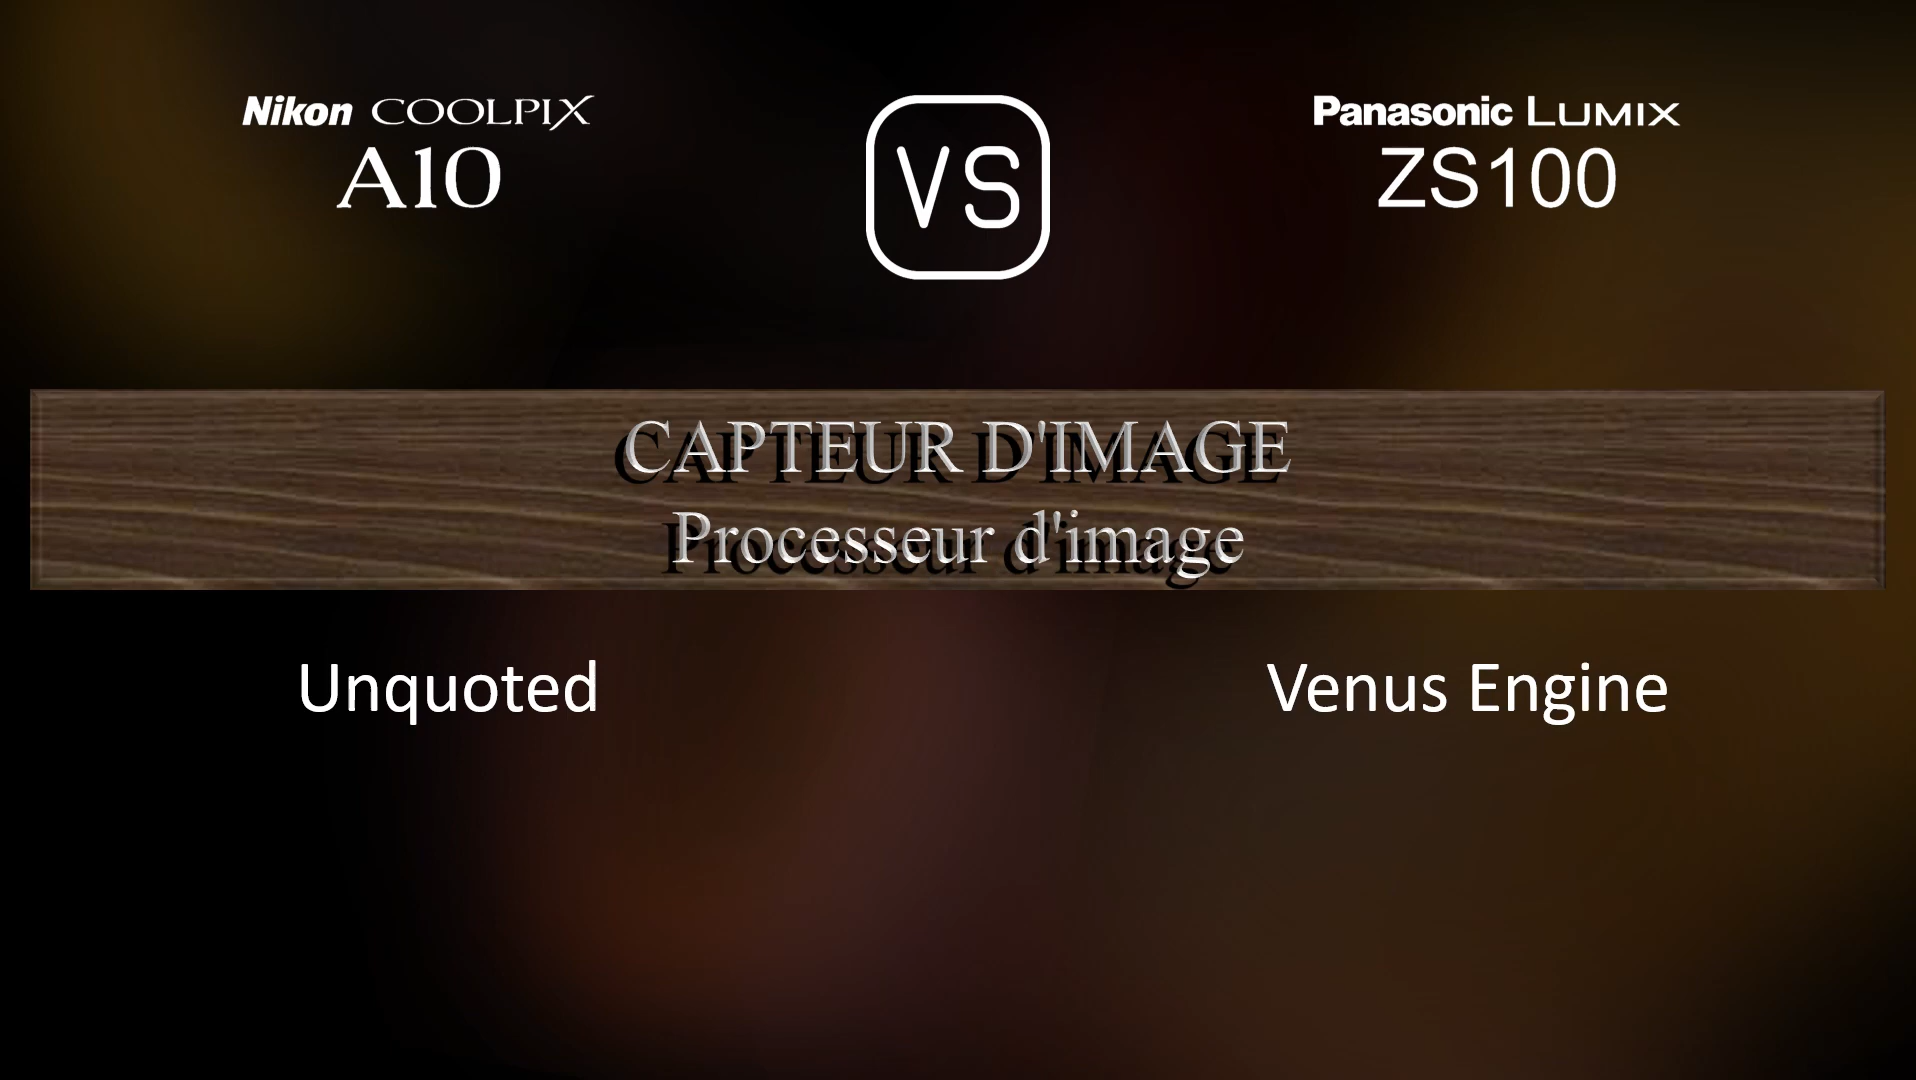 Nikon COOLPIX
A10
VS
Panasonic LUMIX
ZS100
CAPTEUR D'IMAGE
Processeur d'image
Unquoted
Venus Engine